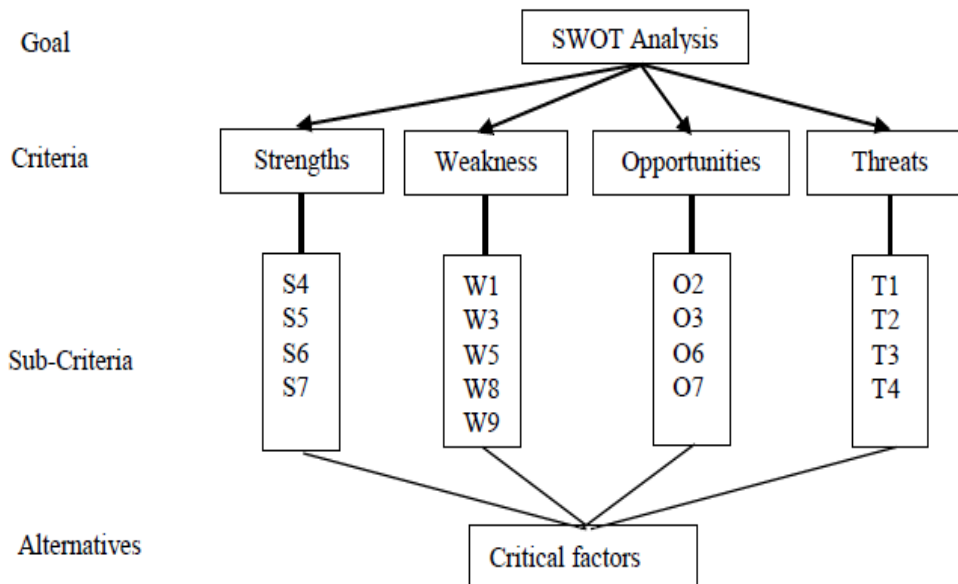 Goal
SWOT Analysis
Criteria
Strengths
Weakness
Opportunities
Threats
Sub-Criteria
S4
S5
S6
S7
W1
W3
W5
W8
W9
O2
O3
O6
O7
T1
T2
T3
T4
Alternatives
Critical factors